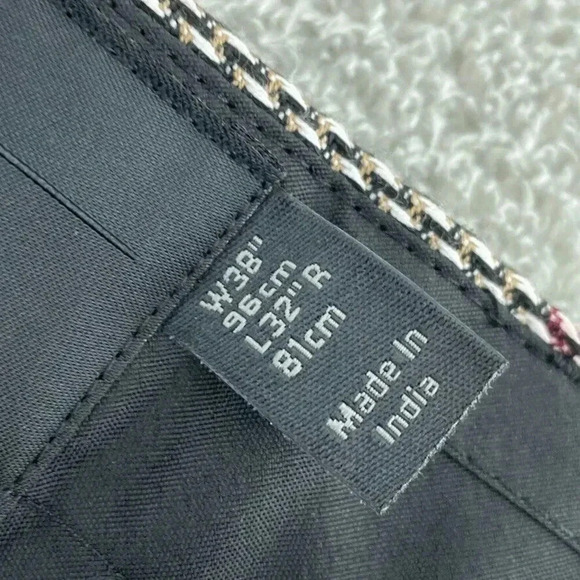 W38"
96cm
L32" R
81cm
Made In
India